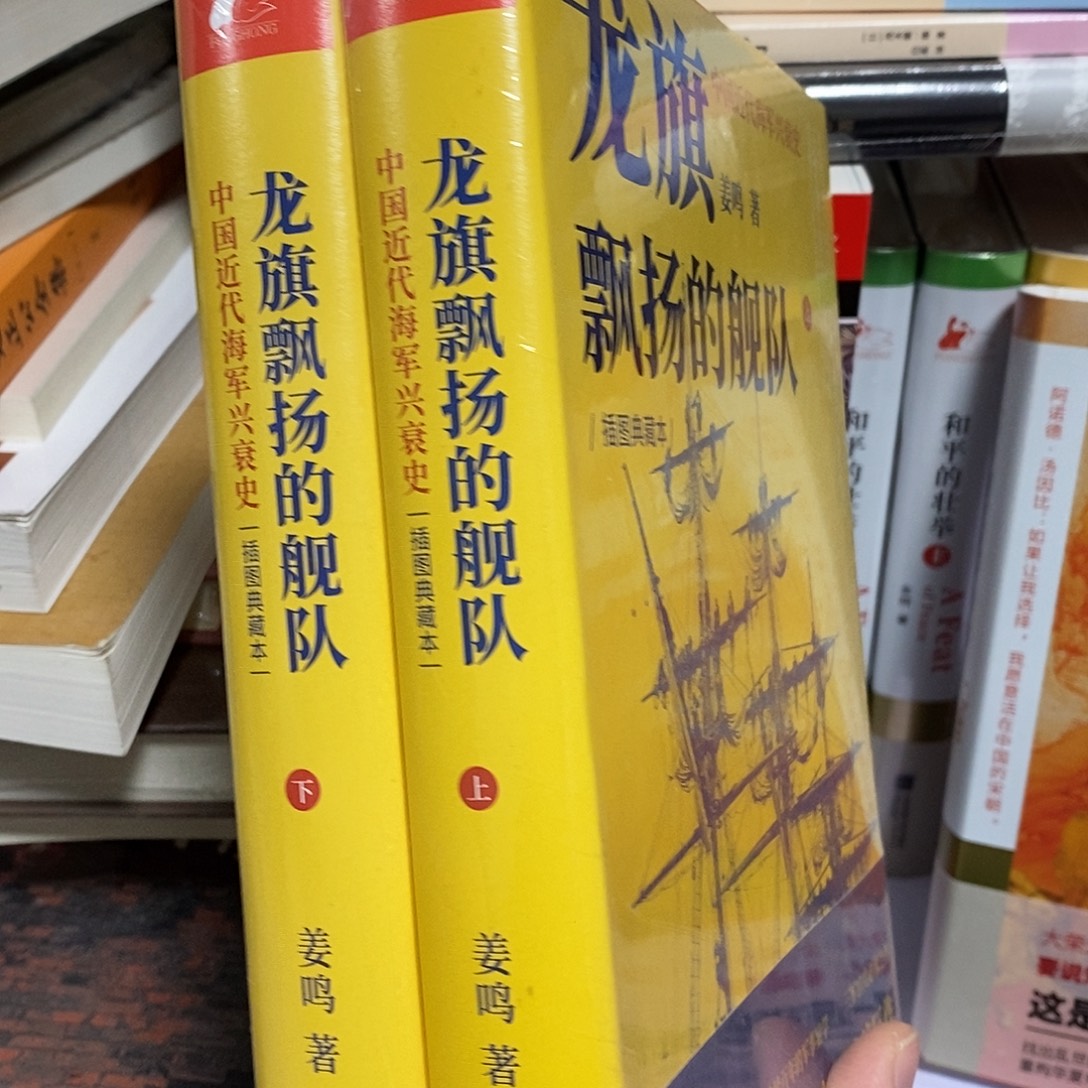 龙旗飘扬的舰队
中国近代海军兴衰史
插图典藏本
下
姜鸣 著
龙旗飘扬的舰队
中国近代海军兴衰史
插图典藏本
上
姜鸣 著
龙旗
飘扬的舰队
姜鸣 著
插图典藏本
和平的壮举
上
A Feat
of Peace
阿诺德·汤因比：如果让我选择，我愿意活在中国的宋朝。
这是